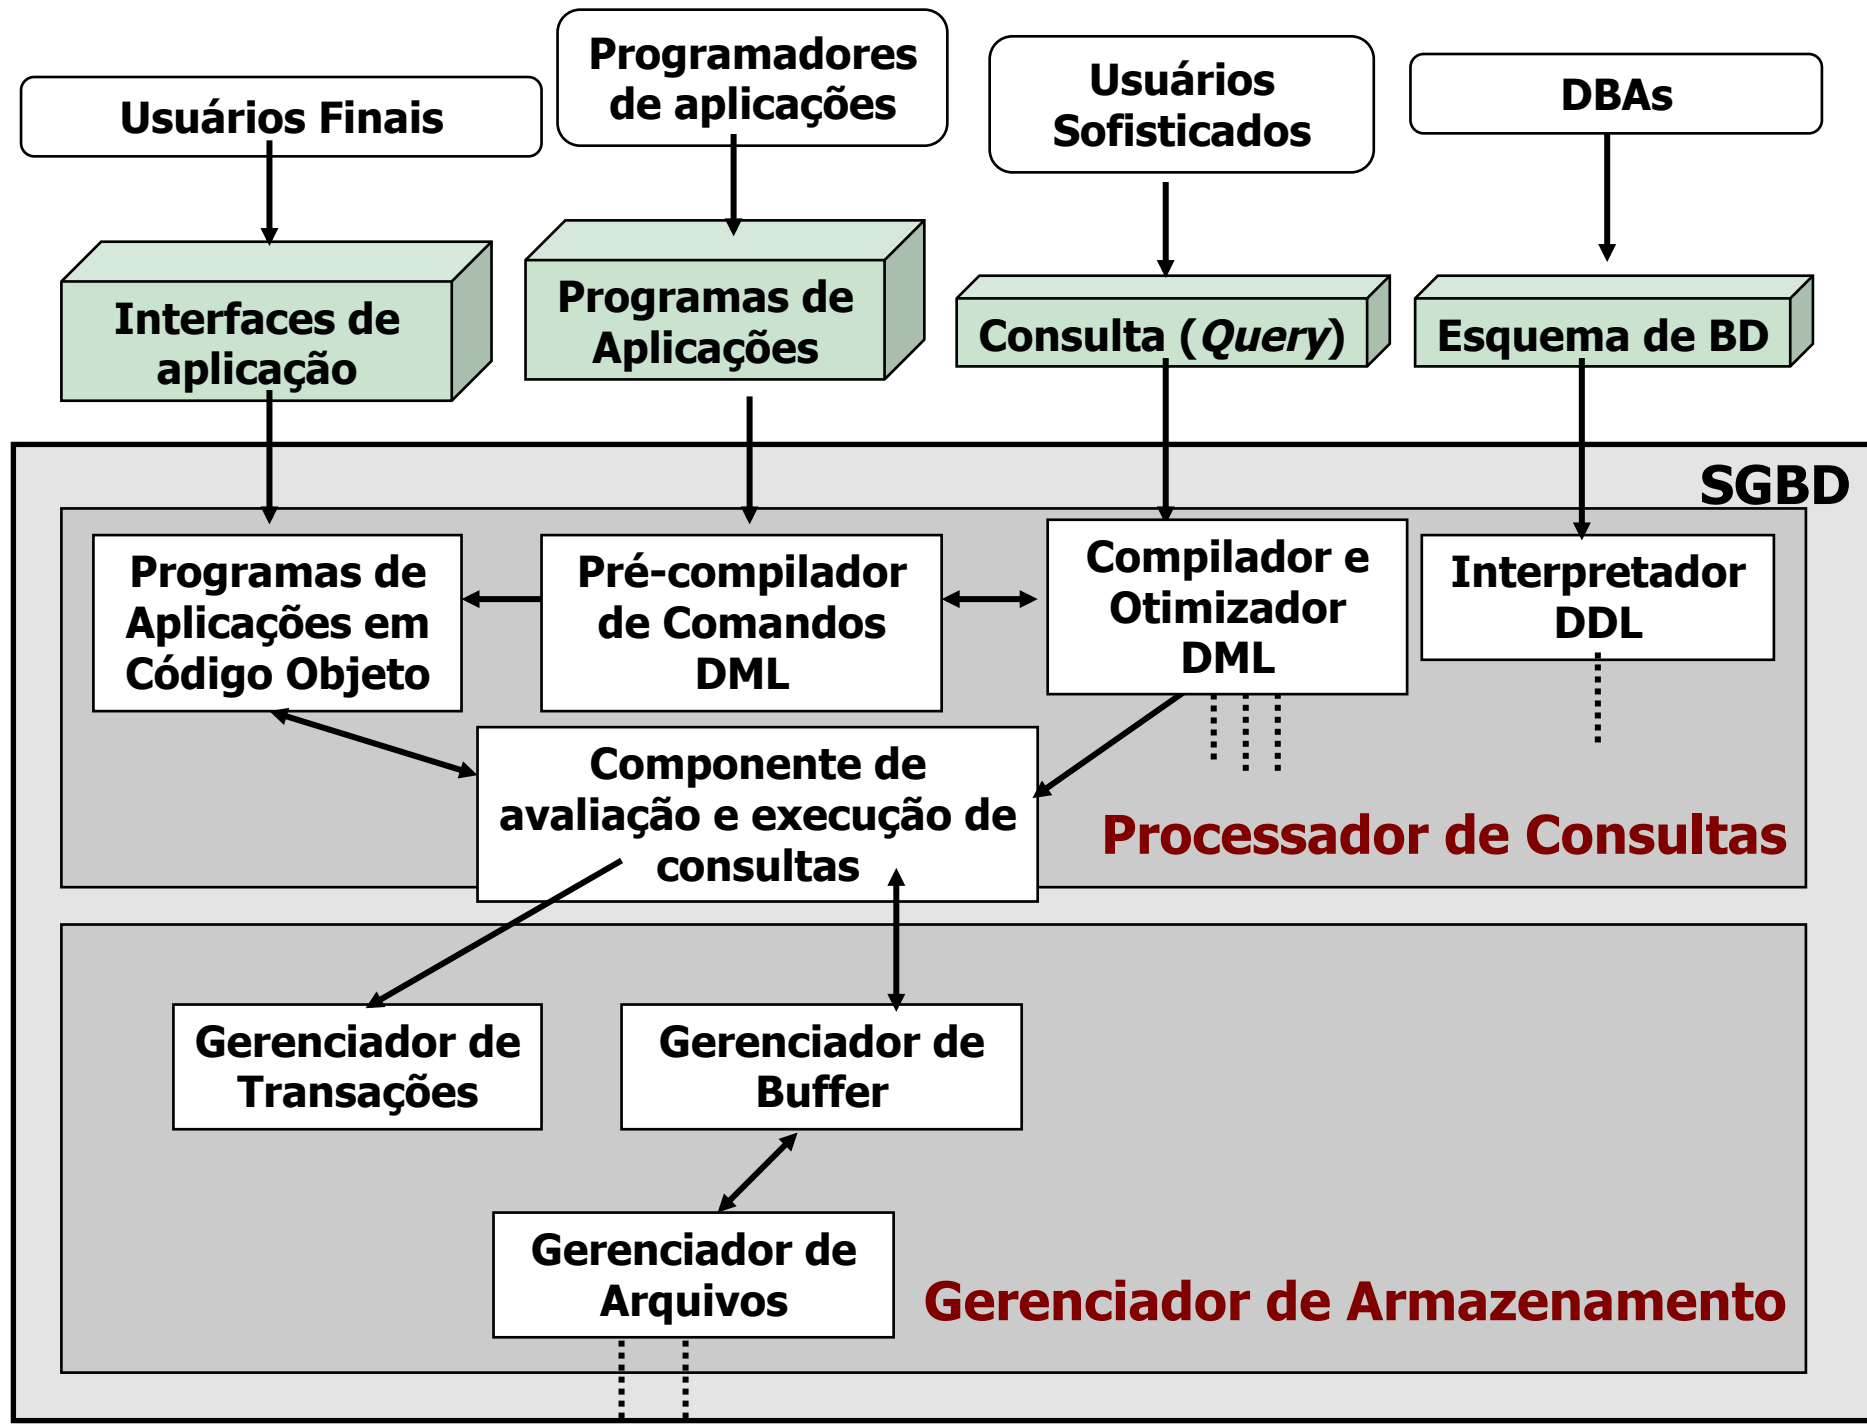 Usuários Finais
Programadores
de aplicações
Usuários
Sofisticados
DBAs
Interfaces de
aplicação
Programas de
Aplicações
Consulta (Query)
Esquema de BD
SGBD
Programas de
Aplicações em
Código Objeto
Pré-compilador
de Comandos
DML
Compilador e
Otimizador
DML
Interpretador
DDL
Componente de
avaliação e execução de
consultas
Processador de Consultas
Gerenciador de
Transações
Gerenciador de
Buffer
Gerenciador de
Arquivos
Gerenciador de Armazenamento